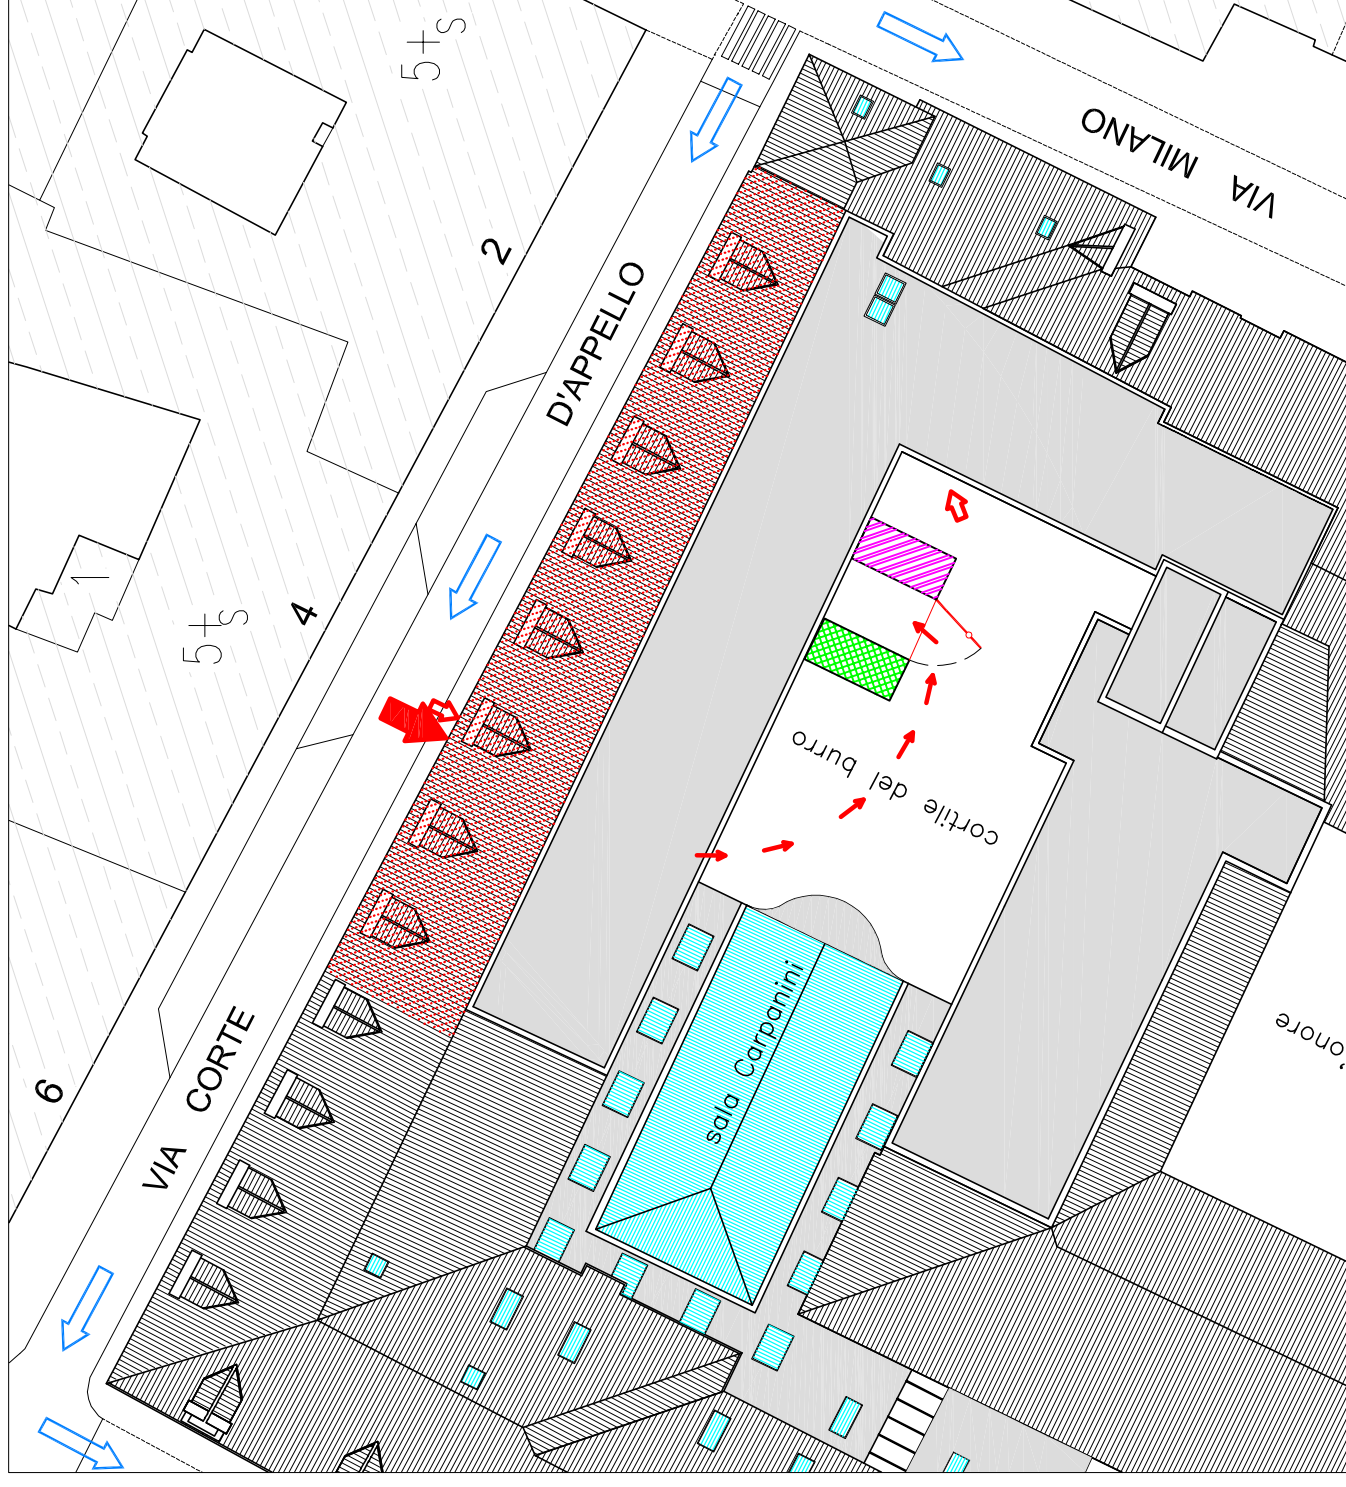 5+s
VIA MILANO
2
D'APPELLO
1
5+s
4
cortile del burro
sala Carpanini
onore
VIA CORTE
6